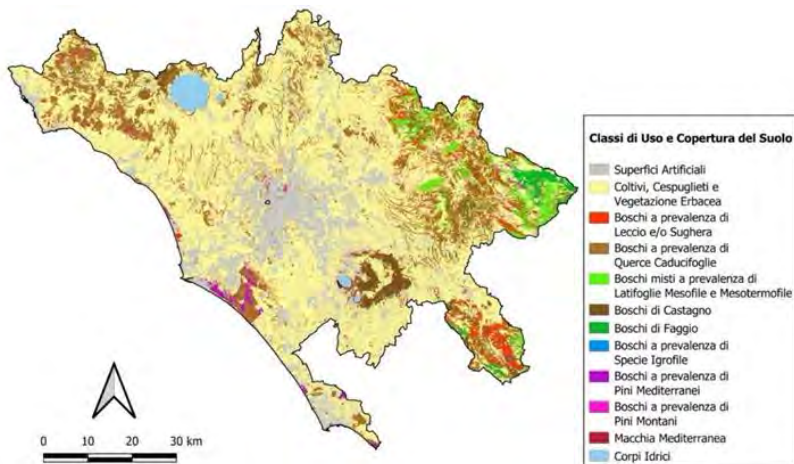 Classi di Uso e Copertura del Suolo
Superfici Artificiali
Coltivi, Cespuglieti e
Vegetazione Erbacea
Boschi a prevalenza di
Leccio e/o Sughera
Boschi a prevalenza di
Querce Caducifoglie
Boschi misti a prevalenza di
Latifoglie Mesofile e Mesotermofile
Boschi di Castagno
Boschi di Faggio
Boschi a prevalenza di
Specie Igrofile
Boschi a prevalenza di
Pini Mediterranei
Boschi a prevalenza di
Pini Montani
Macchia Mediterranea
Corpi Idrici
0 10 20 30 km